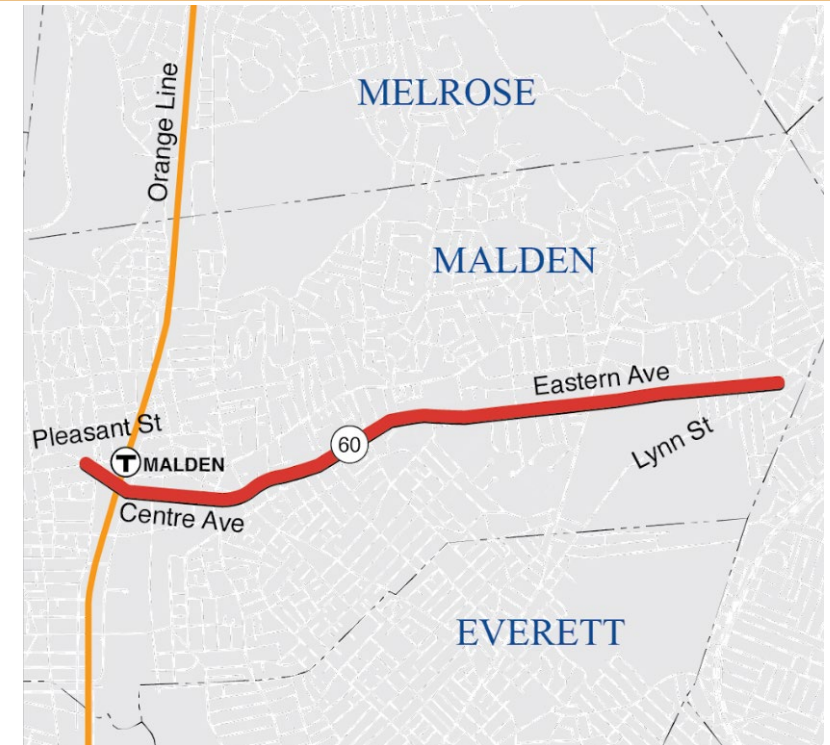 MELROSE
Orange Line
MALDEN
Eastern Ave
Pleasant St
60
Lynn St
T MALDEN
Centre Ave
EVERETT